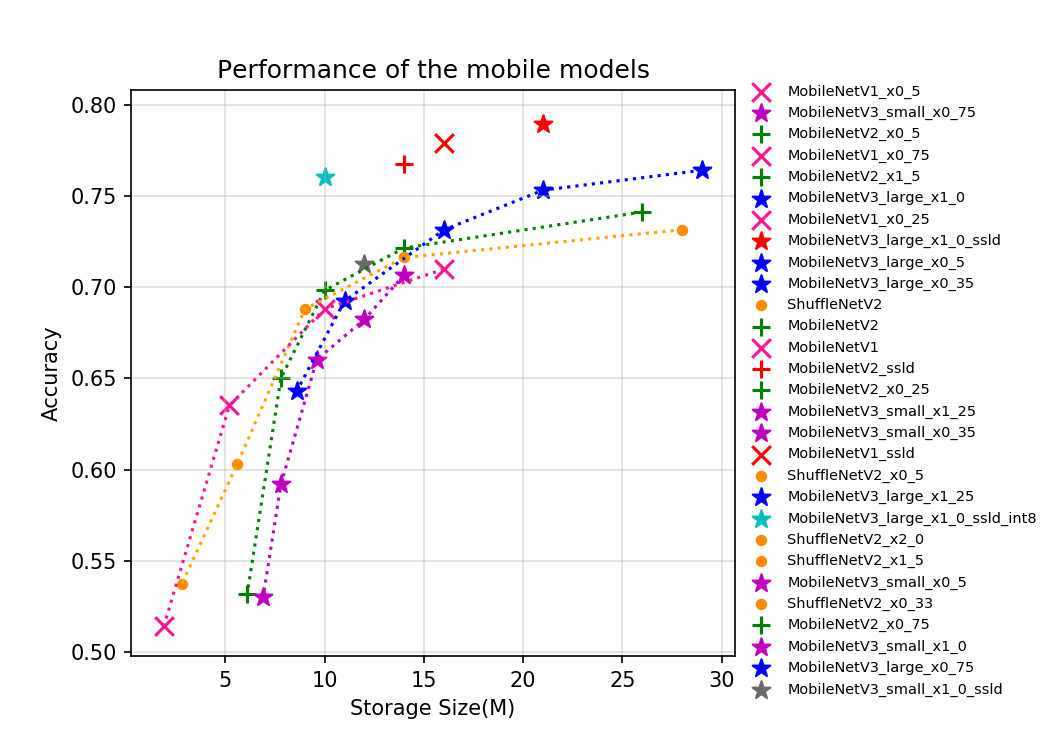 Performance of the mobile models
0.80
0.75
0.70
0.65
0.60
0.55
0.50
Accuracy
5
10
15
20
25
30
Storage Size(M)
MobileNetV1_x0_5
MobileNetV3_small_x0_75
MobileNetV2_x0_5
MobileNetV1_x0_75
MobileNetV2_x1_5
MobileNetV3_large_x1_0
MobileNetV1_x0_25
MobileNetV3_large_x1_0_ssld
MobileNetV3_large_x0_5
MobileNetV3_large_x0_35
ShuffleNetV2
MobileNetV2
MobileNetV1
MobileNetV2_ssld
MobileNetV2_x0_25
MobileNetV3_small_x1_25
MobileNetV3_small_x0_35
MobileNetV1_ssld
ShuffleNetV2_x0_5
MobileNetV3_large_x1_25
MobileNetV3_large_x1_0_ssld_int8
ShuffleNetV2_x2_0
ShuffleNetV2_x1_5
MobileNetV3_small_x0_5
ShuffleNetV2_x0_33
MobileNetV2_x0_75
MobileNetV3_small_x1_0
MobileNetV3_large_x0_75
MobileNetV3_small_x1_0_ssld